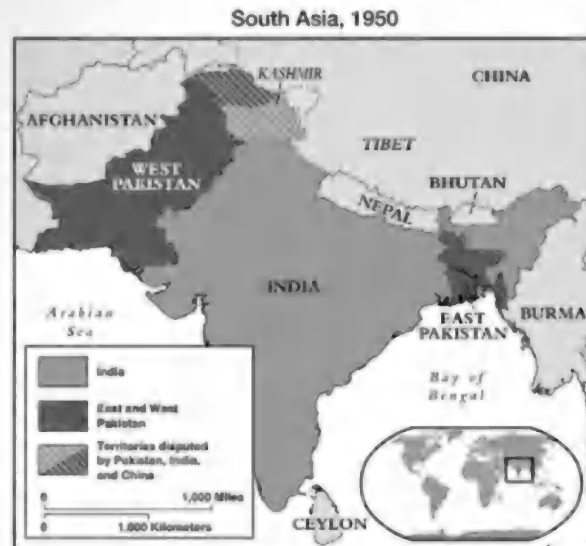 South Asia, 1950
KASHMIR
CHINA
AFGHANISTAN
WEST
PAKISTAN
TIBET
BHUTAN
NEPAL
INDIA
EAST
PAKISTAN
BURMA
Arabian
Sea
Bay of
Bengal
CEYLON
India
East and West
Pakistan
Territories disputed
by Pakistan, India,
and China
0 1,000 Miles
0 1,000 Kilometers